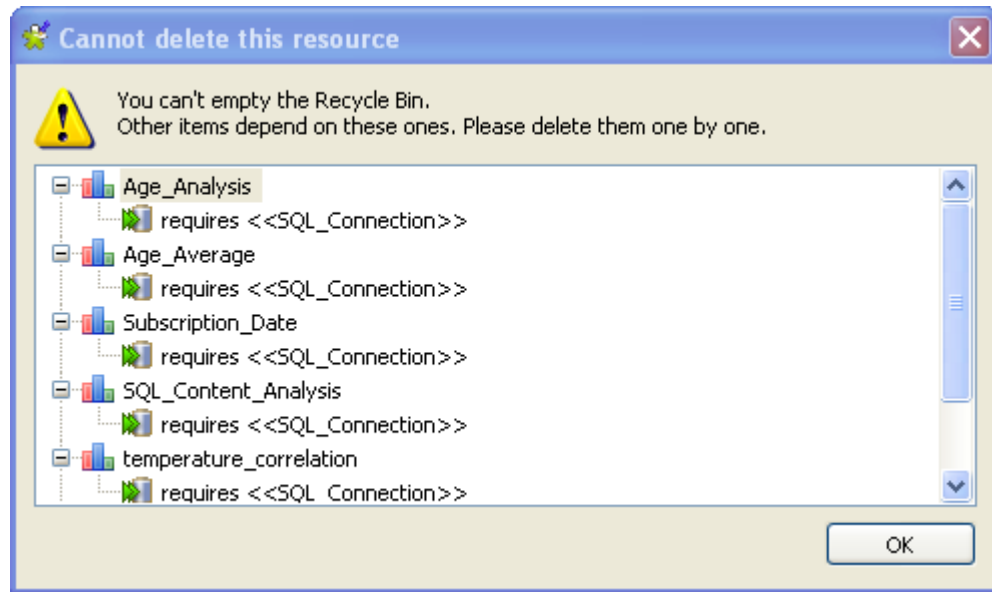 Cannot delete this resource
You can't empty the Recycle Bin.
Other items depend on these ones. Please delete them one by one.
Age_Analysis
requires <<SQL_Connection>>
Age_Average
requires <<SQL_Connection>>
Subscription_Date
requires <<SQL_Connection>>
SQL_Content_Analysis
requires <<SQL_Connection>>
temperature_correlation
requires <<SQL_Connection>>
OK